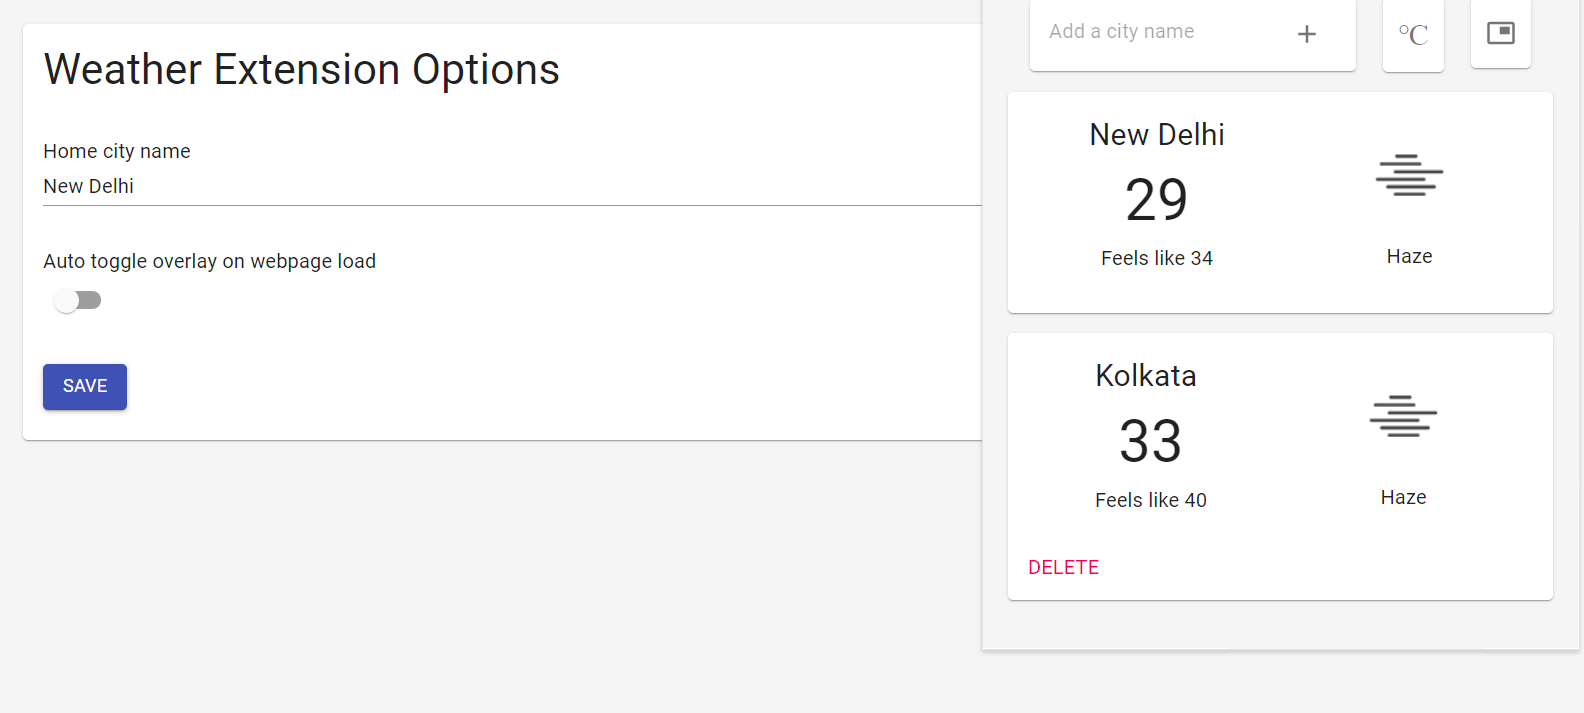 Weather Extension Options
Home city name
New Delhi
Auto toggle overlay on webpage load
SAVE
Add a city name
+
°C
New Delhi
29
Feels like 34
Haze
Kolkata
33
Feels like 40
Haze
DELETE